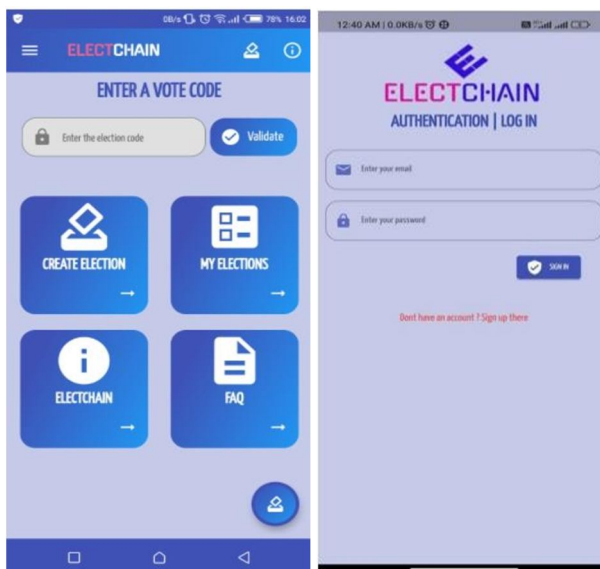 0B/s 78% 16:02
ELECTCHAIN
ENTER A VOTE CODE
Enter the election code
Validate
CREATE ELECTION
MY ELECTIONS
ELECTCHAIN
FAQ
12:40 AM | 0.0KB/s
ELECTCHAIN
AUTHENTICATION | LOG IN
Enter your email
Enter your password
SIGN IN
Dont have an account ? Sign up there